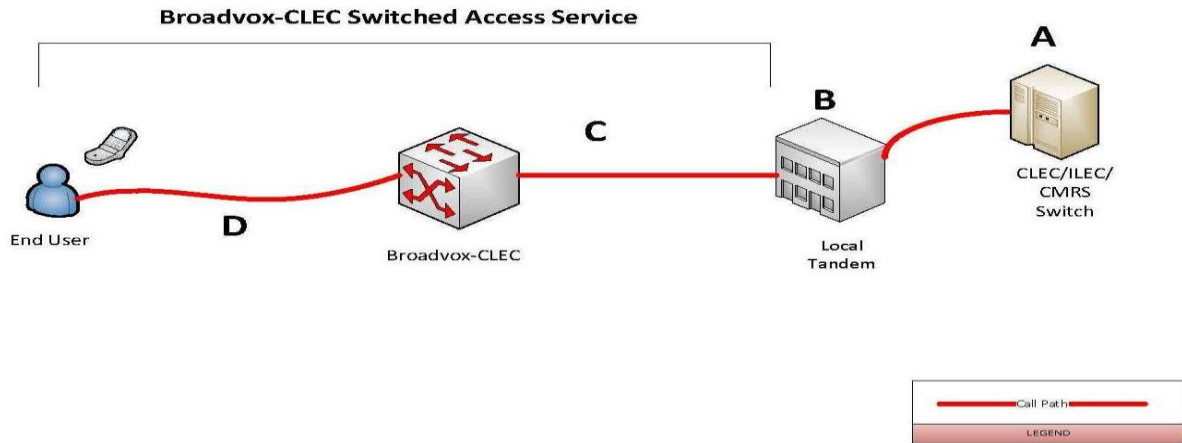 Broadvox-CLEC Switched Access Service
A
B
C
CLEC/ILEC/
CMRS
Switch
End User
D
Broadvox-CLEC
Local
Tandem
Call Path
LEGEND